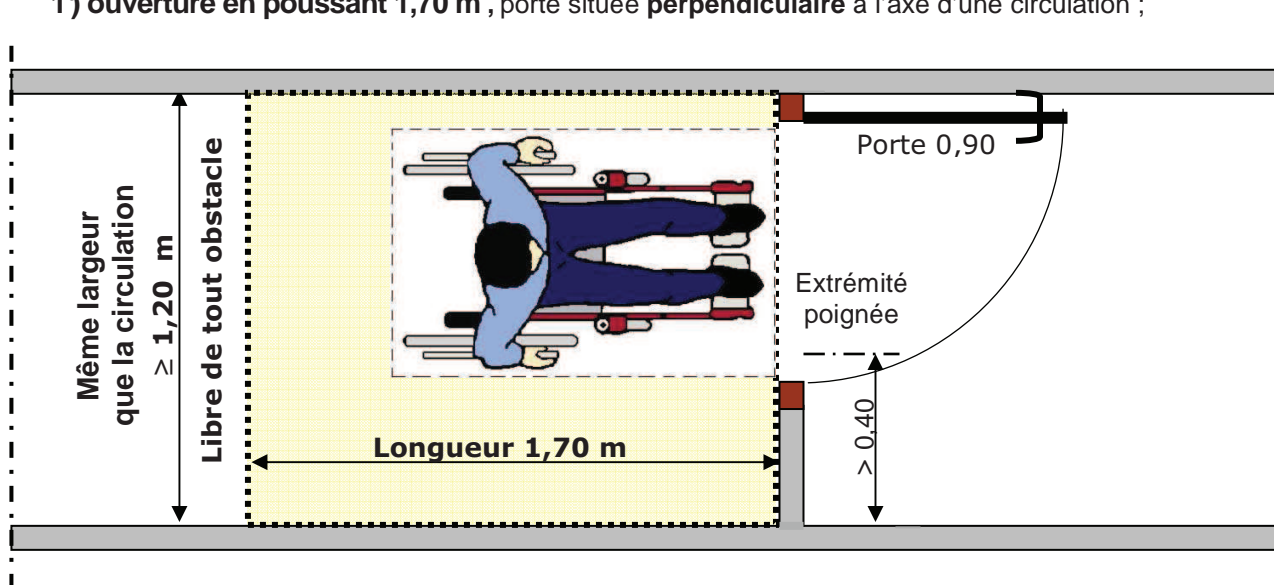 1') ouverture en poussant 1,70 m , porte située perpendiculaire à l'axe d'une circulation ;
Même largeur
que la circulation
≥ 1,20 m
Libre de tout obstacle
Porte 0,90
Extrémité
poignée
> 0,40
Longueur 1,70 m